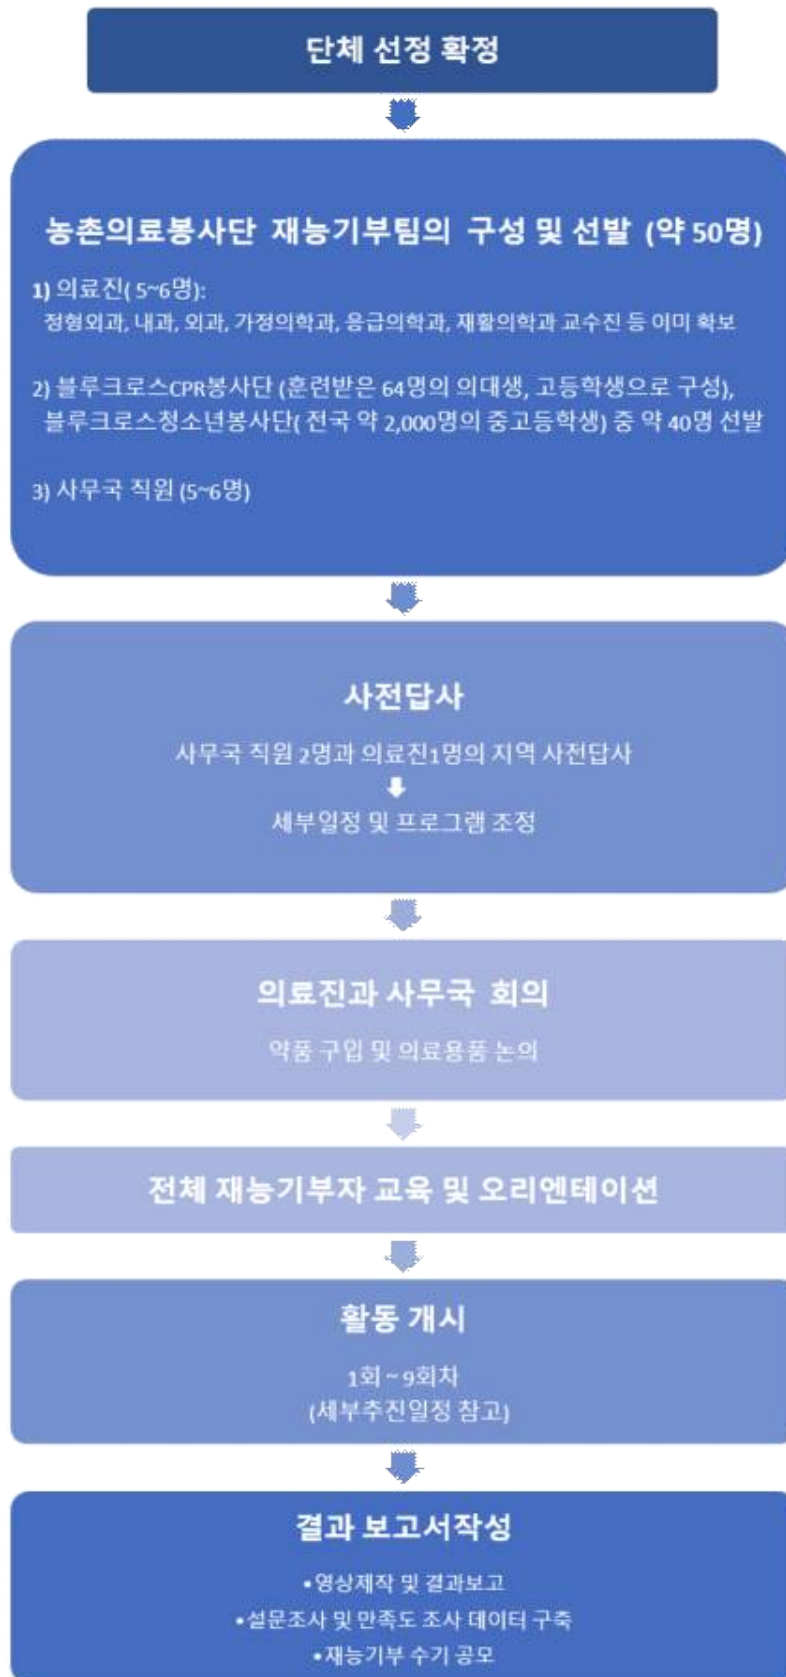 단체 선정 확정
농촌의료봉사단 재능기부팀의 구성 및 선발 (약 50명)
1) 의료진( 5~6명):
정형외과, 내과, 외과, 가정의학과, 응급의학과, 재활의학과 교수진 등 이미 확보
2) 블루크로스CPR봉사단 (훈련받은 64명의 의대생, 고등학생으로 구성),
블루크로스청소년봉사단( 전국 약 2,000명의 중고등학생) 중 약 40명 선발
3) 사무국 직원 (5~6명)
사전답사
사무국 직원 2명과 의료진1명의 지역 사전답사
세부일정 및 프로그램 조정
의료진과 사무국 회의
약품 구입 및 의료용품 논의
전체 재능기부자 교육 및 오리엔테이션
활동 개시
1회 ~ 9회차
(세부추진일정 참고)
결과 보고서작성
•영상제작 및 결과보고
•설문조사 및 만족도 조사 데이터 구축
•재능기부 수기 공모